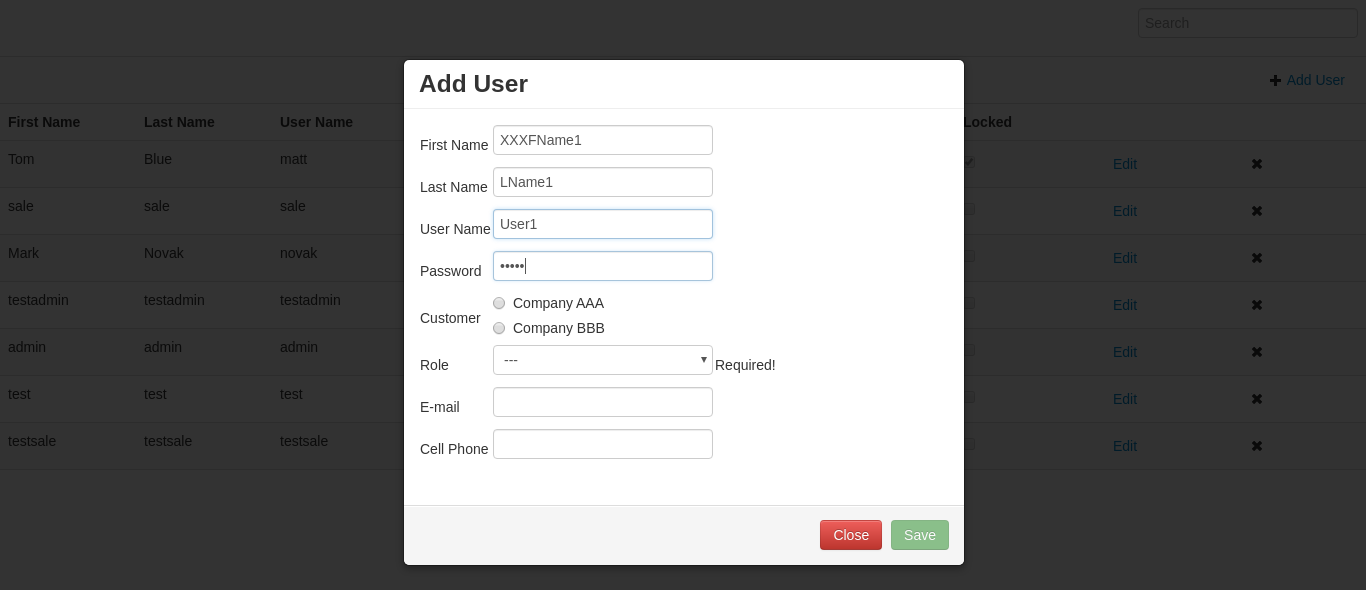 Search
Add User
Add User
First Name Last Name User Name Locked
Tom Blue matt Edit
sale sale sale Edit
Mark Novak novak Edit
testadmin testadmin testadmin Edit
admin admin admin Edit
test test test Edit
testsale testsale testsale Edit
First Name XXXFName1
Last Name LName1
User Name User1
Password •••••
Customer
Company AAA
Company BBB
Role --- Required!
E-mail
Cell Phone
Close Save